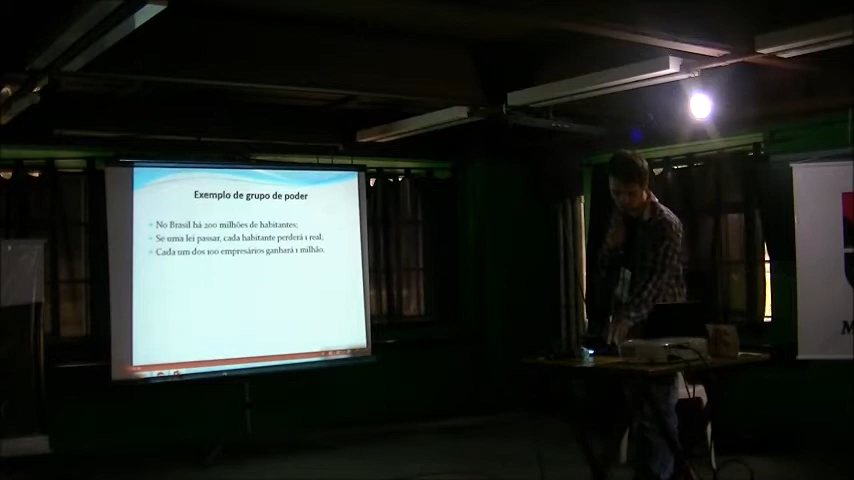 Exemplo de grupo de poder
No Brasil há 200 milhões de habitantes;
Se uma lei passar, cada habitante perderá 1 real;
Cada um dos 100 empresários ganhará 1 milhão.
M